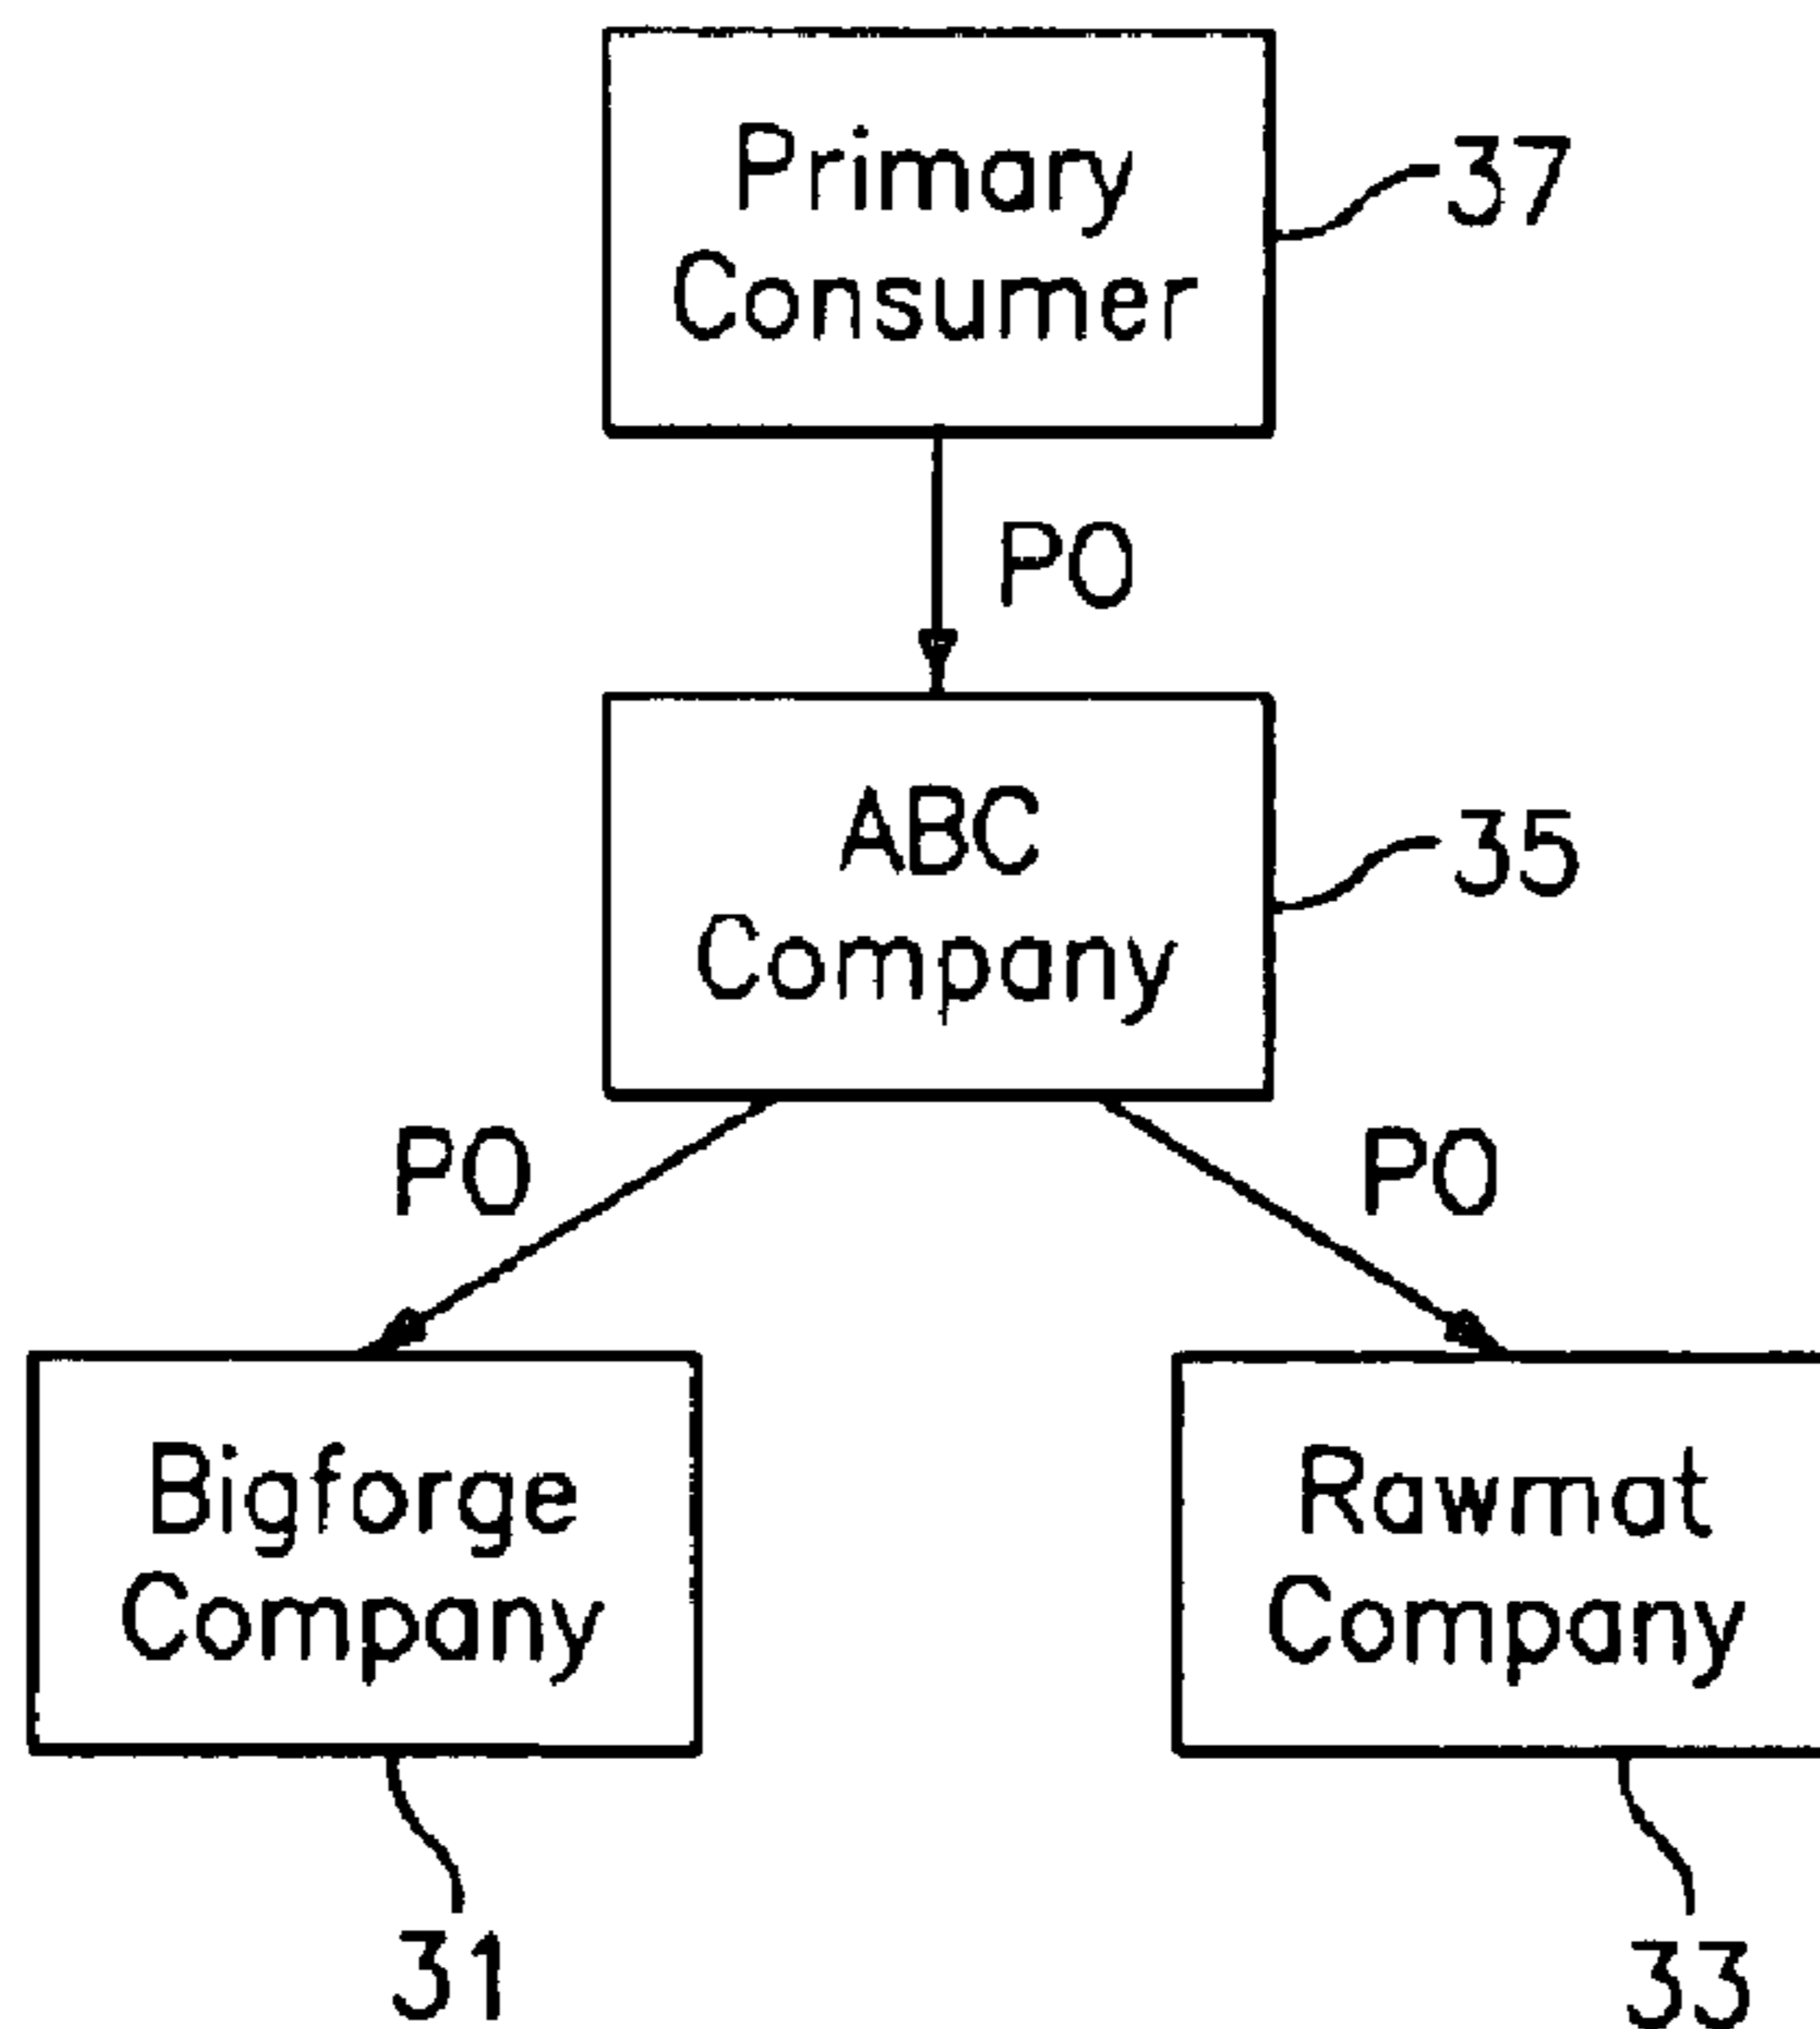 Primary
Consumer
37
PO
ABC
Company
35
PO
PO
Bigforge
Company
Rawmat
Company
31
33